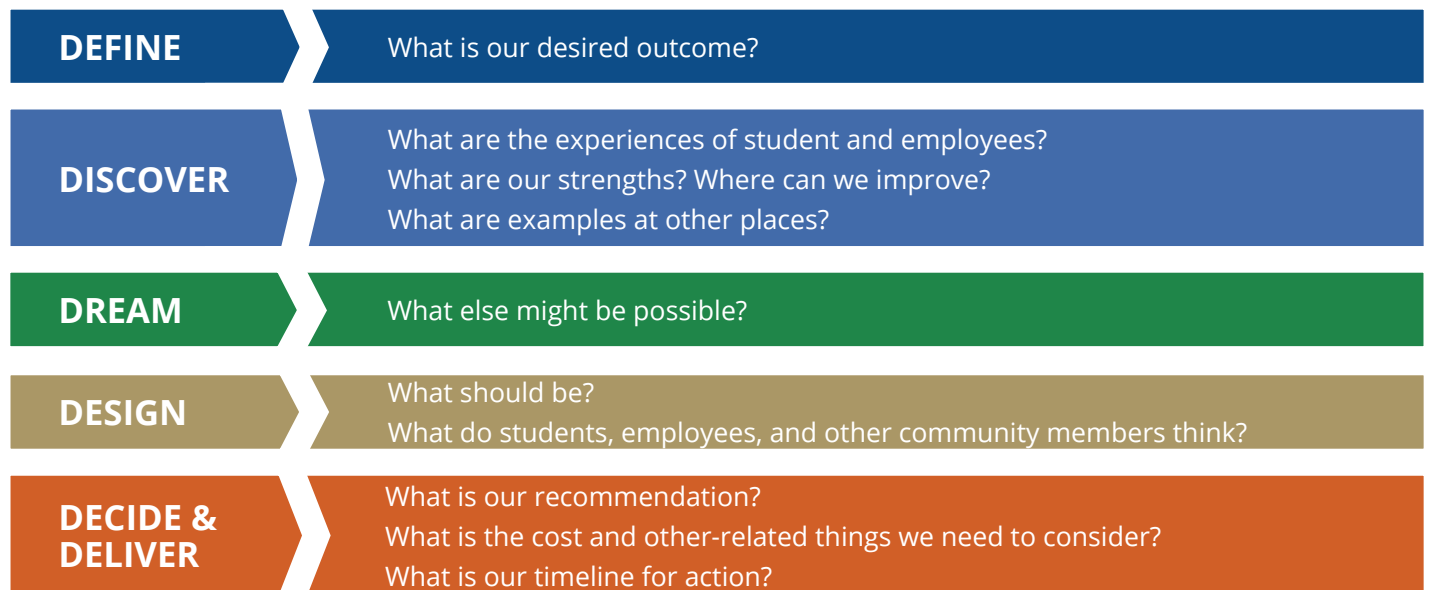 DEFINE
What is our desired outcome?
DISCOVER
What are the experiences of student and employees?
What are our strengths? Where can we improve?
What are examples at other places?
DREAM
What else might be possible?
DESIGN
What should be?
What do students, employees, and other community members think?
DECIDE &
DELIVER
What is our recommendation?
What is the cost and other-related things we need to consider?
What is our timeline for action?